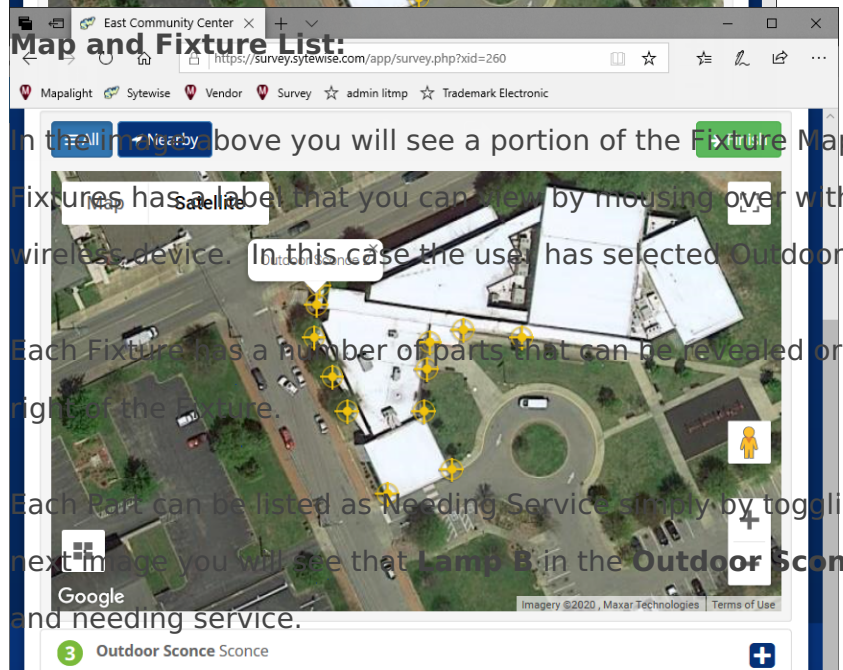 East Community Center
Map and Fixture List:
https://survey.sytewise.com/app/survey.php?xid=260
Mapalight Sytewise Vendor Survey admin litmp Trademark Electronic
All Nearby Finish
In the image above you will see a portion of the Fixture Map
Fixtures has a label that you can view by mousing over with
Map Satellite
wireless device. In this case the user has selected Outdoor
Outdoor Sconce
Each Fixture has a number of parts that can be revealed or
right of the Fixture.
Each Part can be listed as Needing Service simply by toggli
next image you will see that Lamp B in the Outdoor Scon
Google
Imagery ©2020 , Maxar Technologies Terms of Use
and needing service.
3 Outdoor Sconce Sconce